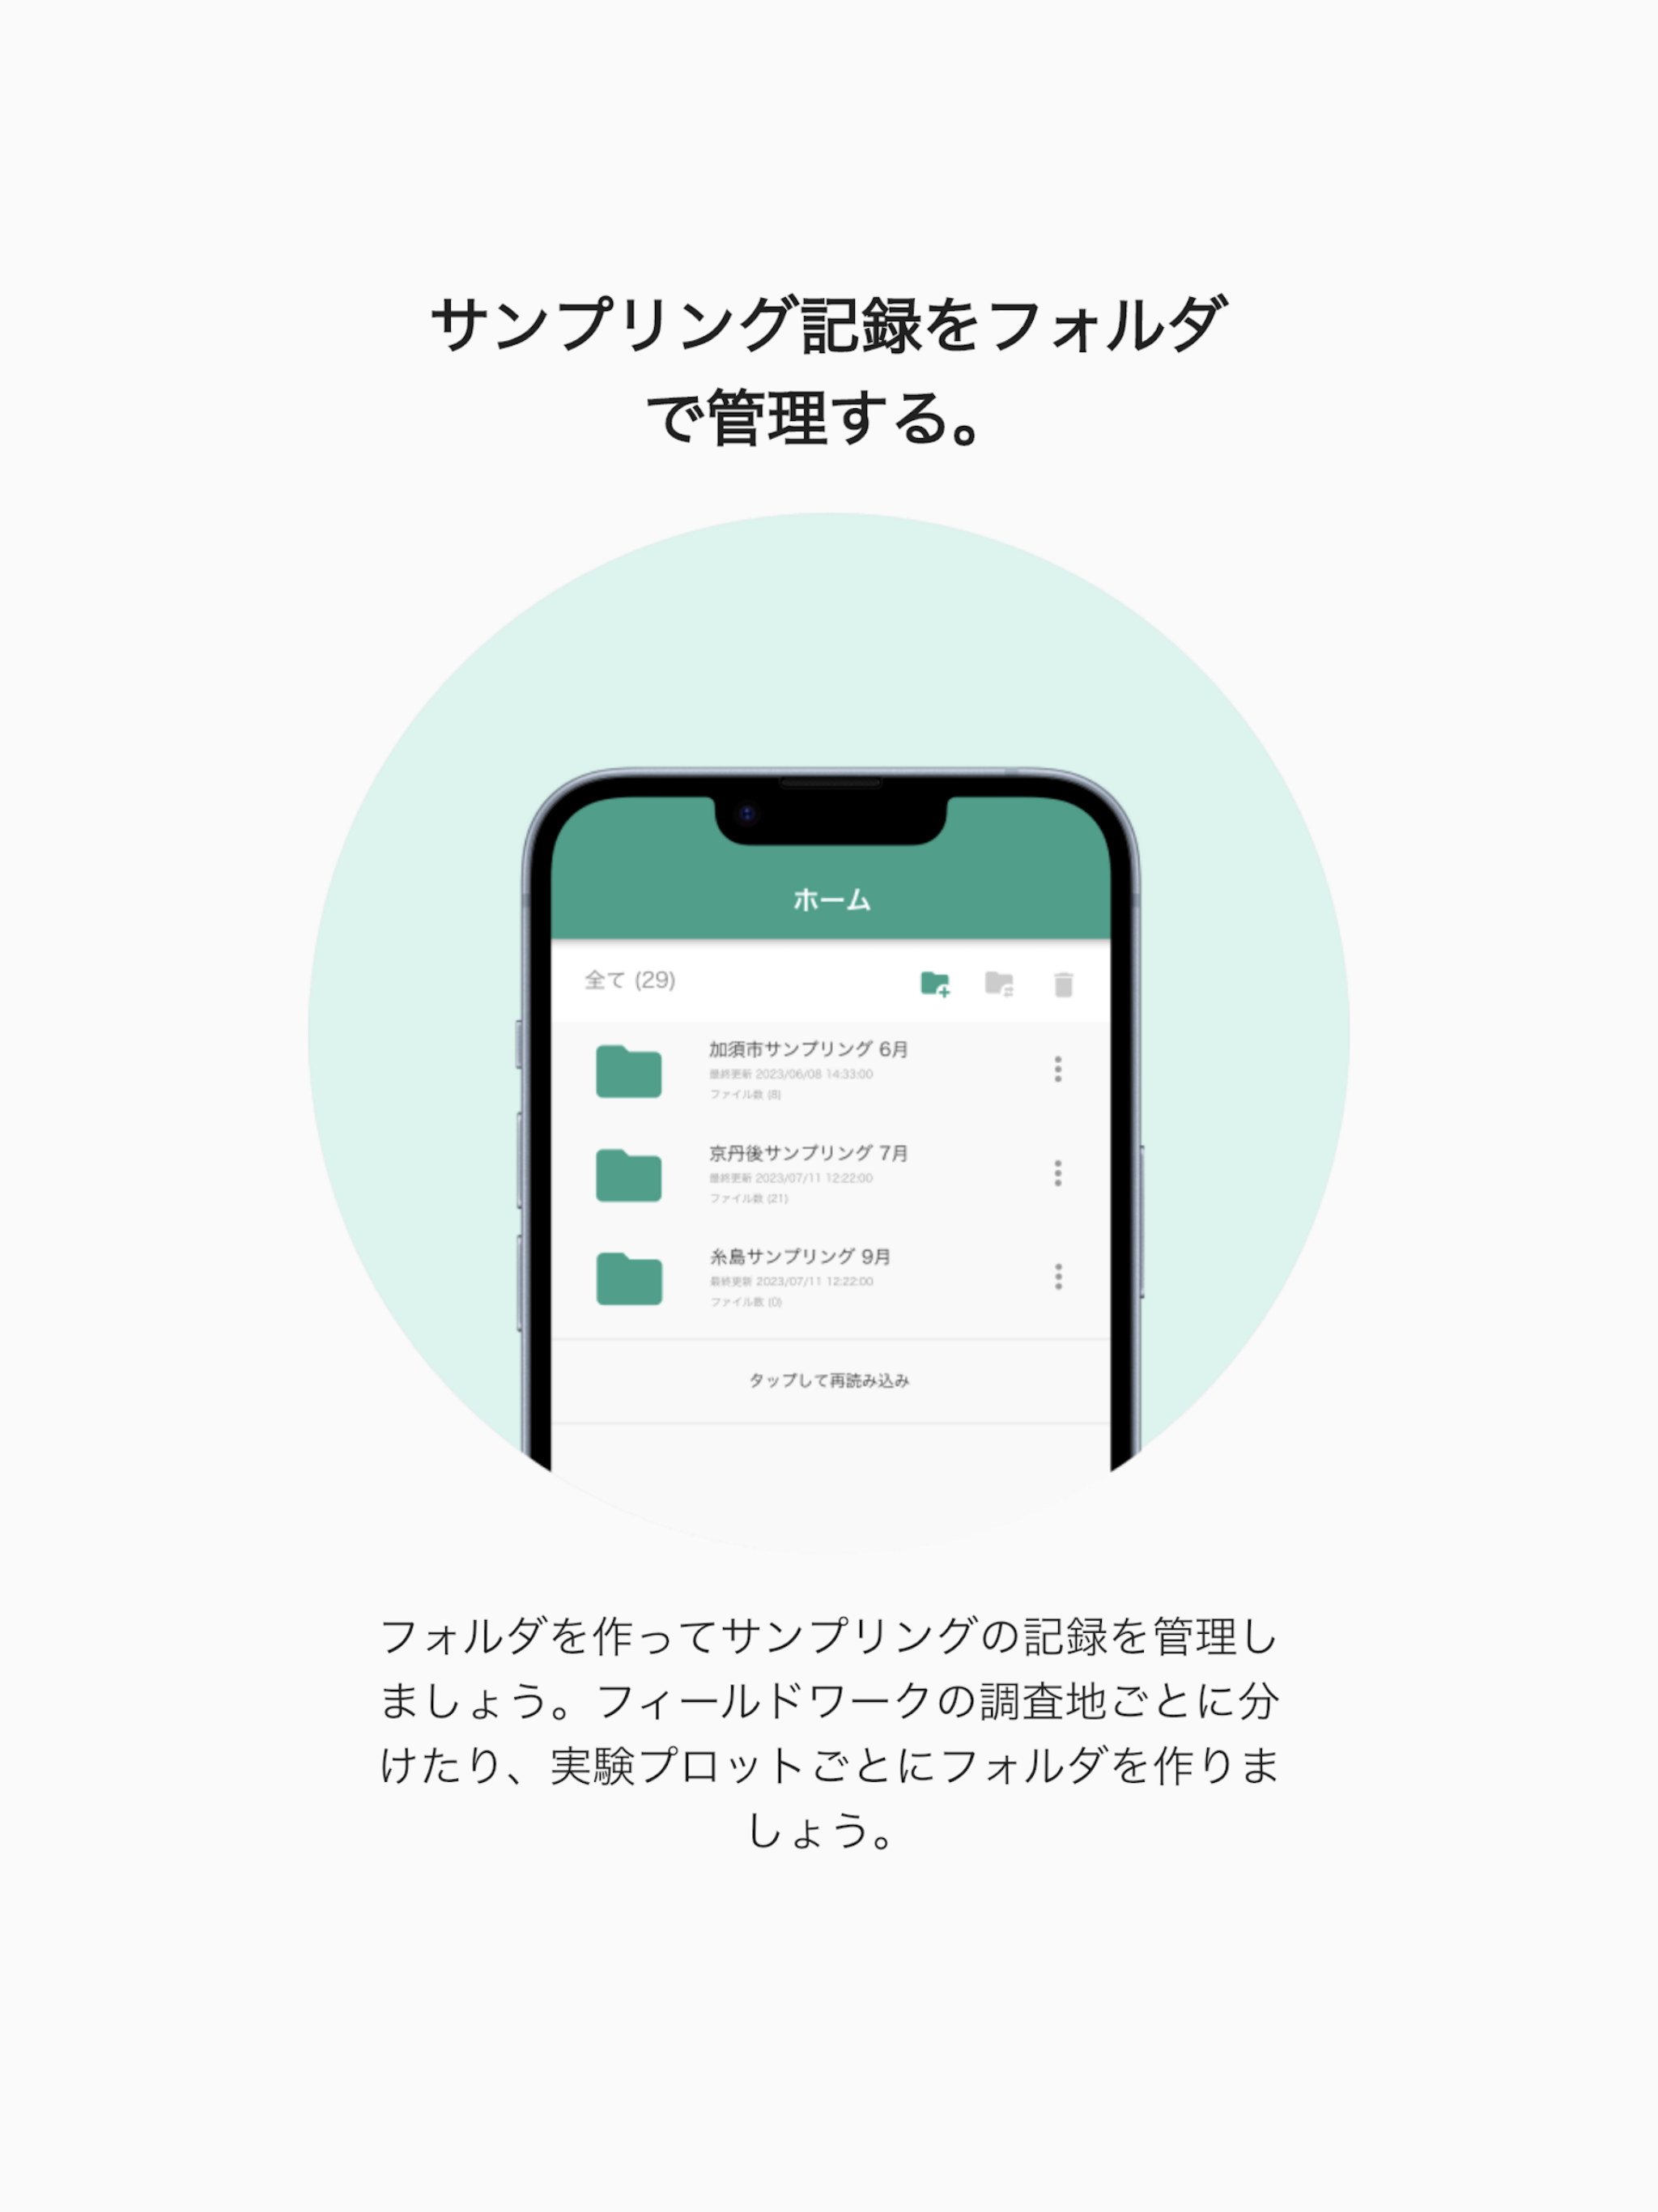 サンプリング記録をフォルダ
で管理する。
ホーム
全て (29)
加須市サンプリング 6月
最終更新 2023/06/08 14:33:00
ファイル数 (8)
京丹後サンプリング 7月
最終更新 2023/07/11 12:22:00
ファイル数 (21)
糸島サンプリング 9月
最終更新 2023/07/11 12:22:00
ファイル数 (0)
タップして再読み込み
フォルダを作ってサンプリングの記録を管理し
ましょう。フィールドワークの調査地ごとに分
けたり、実験プロットごとにフォルダを作りま
しょう。